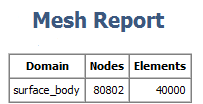 Mesh Report
Domain Nodes Elements
surface_body 80802 40000